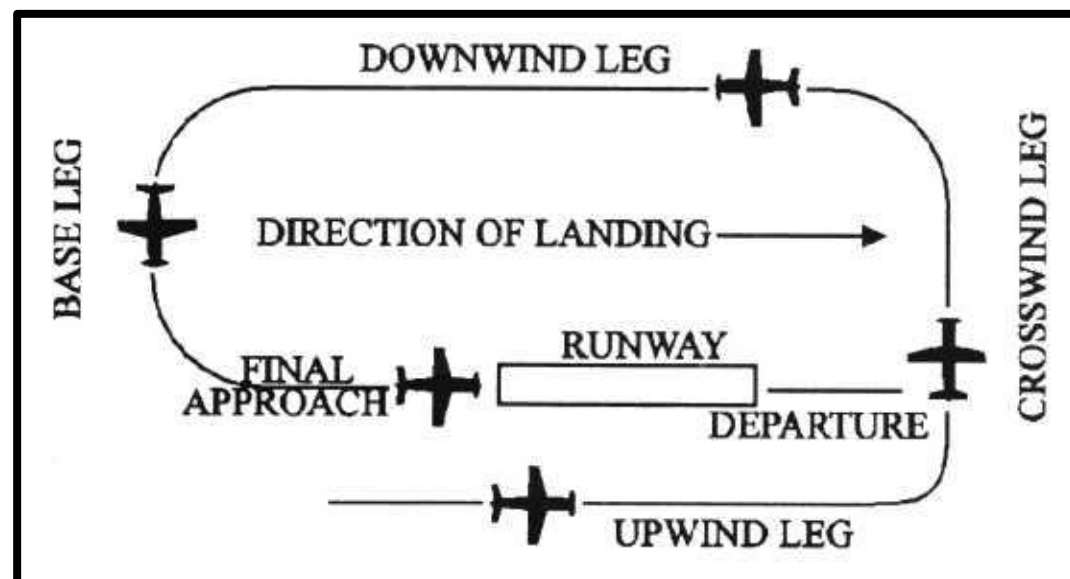 DOWNWIND LEG
BASE LEG
DIRECTION OF LANDING
CROSSWIND LEG
RUNWAY
FINAL
APPROACH
DEPARTURE
UPWIND LEG